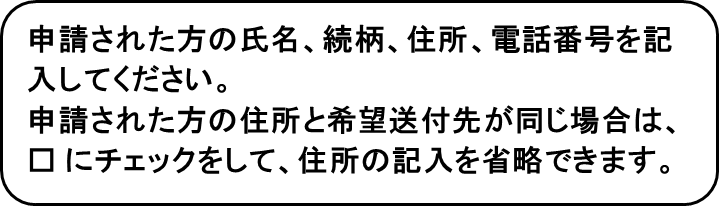 申請された方の氏名、続柄、住所、電話番号を記
入してください。
申請された方の住所と希望送付先が同じ場合は、
□ にチェックをして、住所の記入を省略できます。